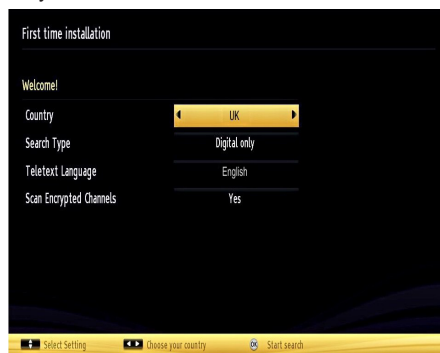 First time installation
Welcome!
Country UK
Search Type Digital only
Teletext Language English
Scan Encrypted Channels Yes
Select Setting Choose your country OK Start search